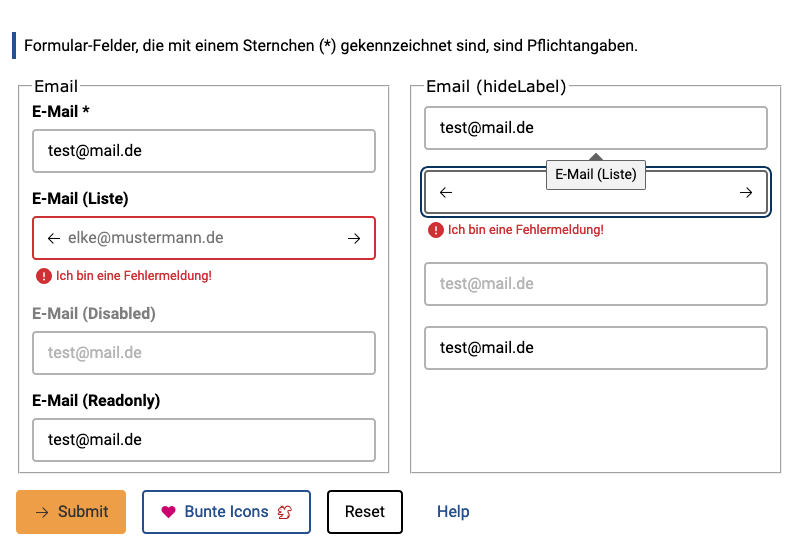 Formular-Felder, die mit einem Sternchen (*) gekennzeichnet sind, sind Pflichtangaben.
Email
E-Mail *
test@mail.de
E-Mail (Liste)
← elke@mustermann.de →
! Ich bin eine Fehlermeldung!
E-Mail (Disabled)
test@mail.de
E-Mail (Readonly)
test@mail.de
Email (hideLabel)
test@mail.de
E-Mail (Liste)
← →
! Ich bin eine Fehlermeldung!
test@mail.de
test@mail.de
→ Submit
Bunte Icons
Reset
Help